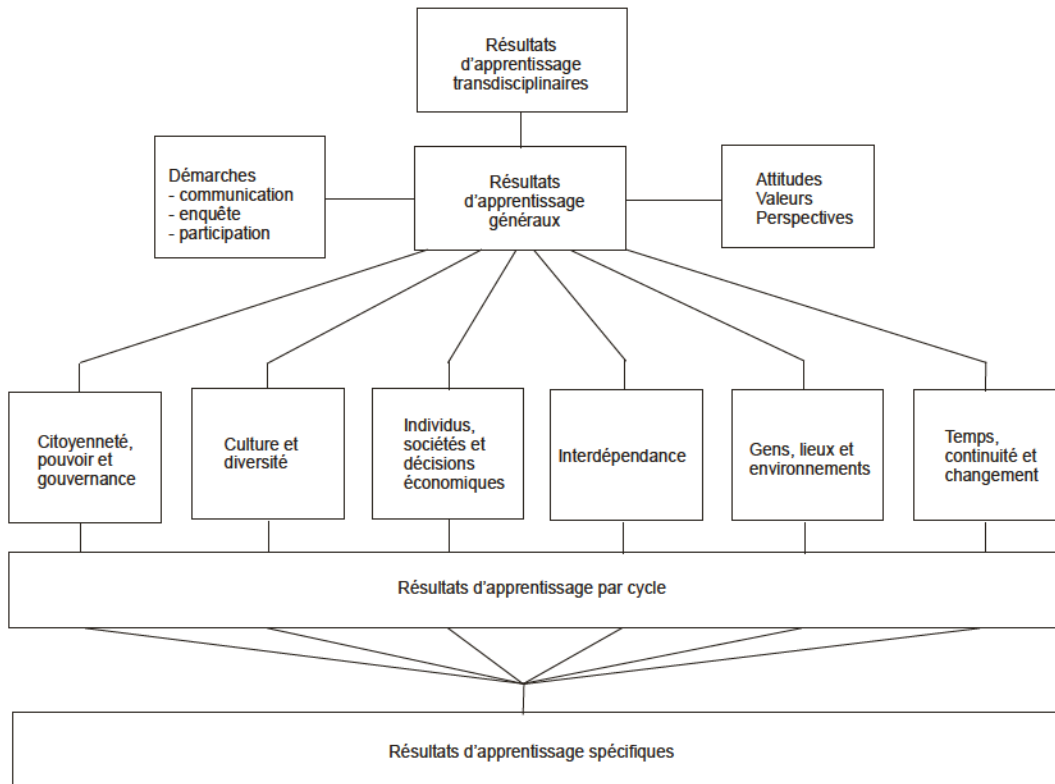 Résultats
d'apprentissage
transdisciplinaires
Démarches
- communication
- enquête
- participation
Résultats
d'apprentissage
généraux
Attitudes
Valeurs
Perspectives
Citoyenneté,
pouvoir et
gouvernance
Culture et
diversité
Individus,
sociétés et
décisions
économiques
Interdépendance
Gens, lieux et
environnements
Temps,
continuité et
changement
Résultats d'apprentissage par cycle
Résultats d'apprentissage spécifiques